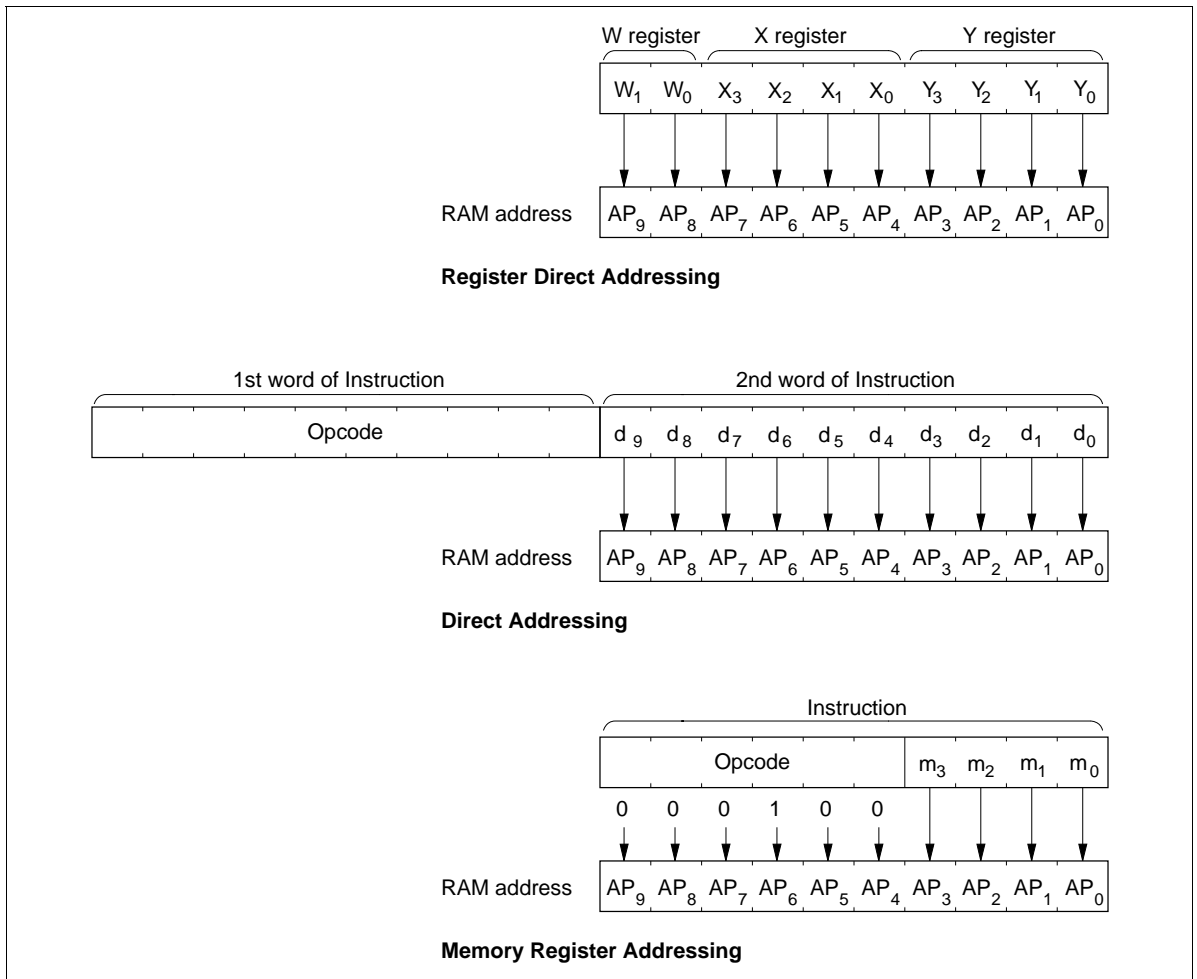 W register X register Y register
W1 W0 X3 X2 X1 X0 Y3 Y2 Y1 Y0
RAM address AP9 AP8 AP7 AP6 AP5 AP4 AP3 AP2 AP1 AP0
Register Direct Addressing
1st word of Instruction 2nd word of Instruction
Opcode d9 d8 d7 d6 d5 d4 d3 d2 d1 d0
RAM address AP9 AP8 AP7 AP6 AP5 AP4 AP3 AP2 AP1 AP0
Direct Addressing
Instruction
Opcode m3 m2 m1 m0
0 0 0 1 0 0
RAM address AP9 AP8 AP7 AP6 AP5 AP4 AP3 AP2 AP1 AP0
Memory Register Addressing